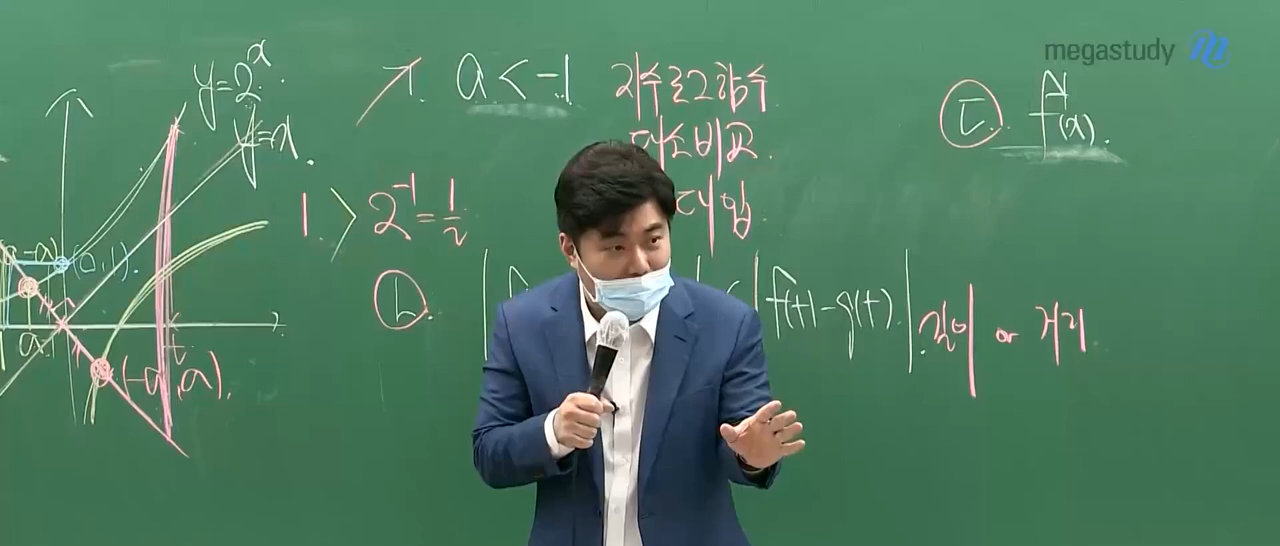 megastudy
y=2^x.
y=x.
(0,1).
a
t
(-a,a).
↗. a < -1
지수로그함수
대소비교.
대입.
1 > 2^-1 = 1/2
ㄴ.
|f(t)-g(t).|
길이 or 거리
ㄷ. f(x).